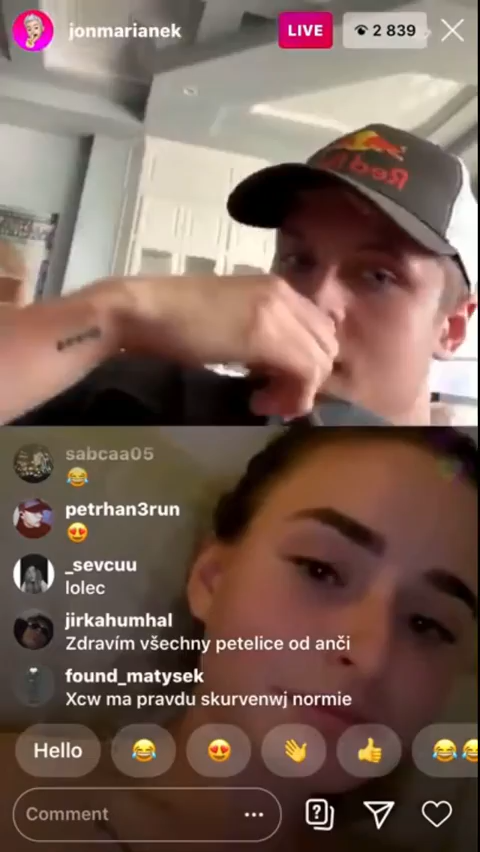 jonmarianek
LIVE
2 839
Red
sabcaa05
😂
petrhan3run
😍
_sevcuu
lolec
jirkahumhal
Zdravím všechny petelice od anči
found_matysek
Xcw ma pravdu skurvenwj normie
Hello 😂 😍 👋 👍 😂😂
Comment